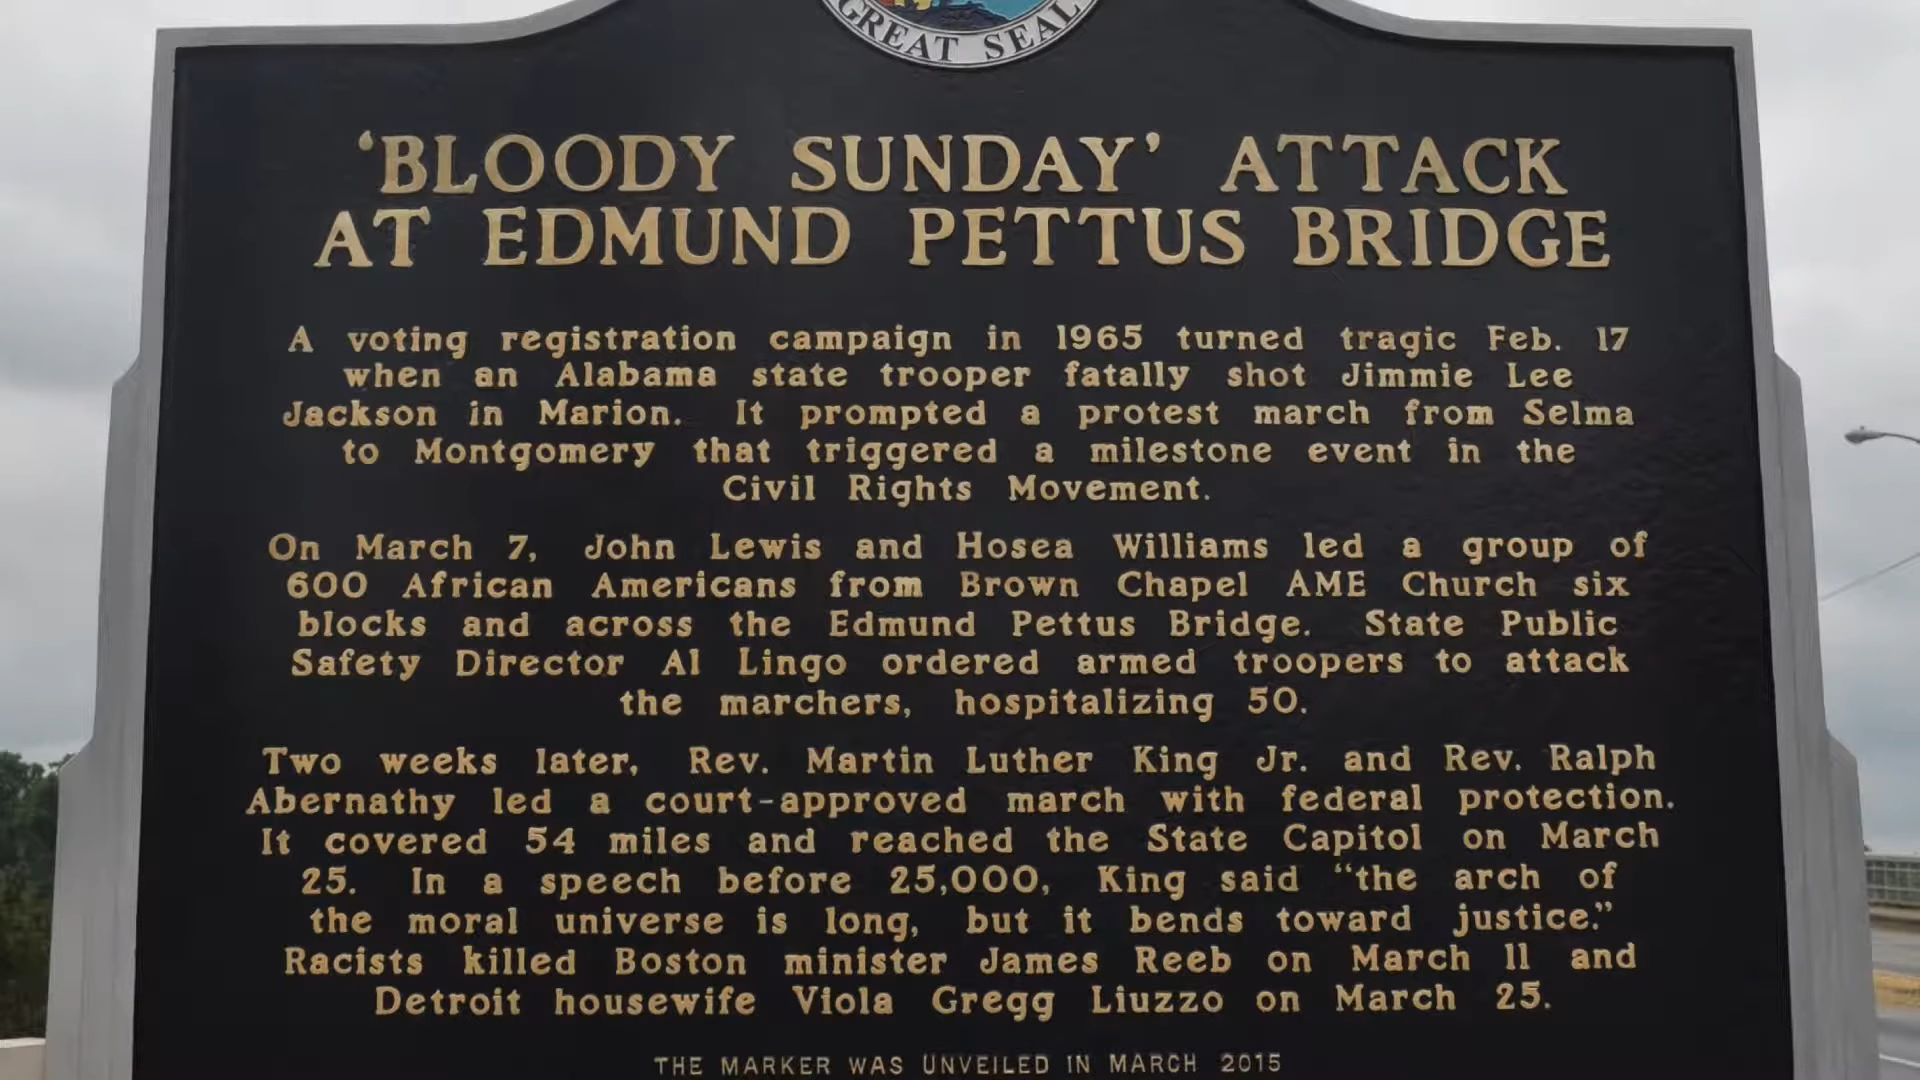 GREAT SEAL
‘BLOODY SUNDAY’ ATTACK
AT EDMUND PETTUS BRIDGE
A voting registration campaign in 1965 turned tragic Feb. 17
when an Alabama state trooper fatally shot Jimmie Lee
Jackson in Marion. It prompted a protest march from Selma
to Montgomery that triggered a milestone event in the
Civil Rights Movement.
On March 7, John Lewis and Hosea Williams led a group of
600 African Americans from Brown Chapel AME Church six
blocks and across the Edmund Pettus Bridge. State Public
Safety Director Al Lingo ordered armed troopers to attack
the marchers, hospitalizing 50.
Two weeks later, Rev. Martin Luther King Jr. and Rev. Ralph
Abernathy led a court-approved march with federal protection.
It covered 54 miles and reached the State Capitol on March
25. In a speech before 25,000, King said “the arch of
the moral universe is long, but it bends toward justice.”
Racists killed Boston minister James Reeb on March 11 and
Detroit housewife Viola Gregg Liuzzo on March 25.
THE MARKER WAS UNVEILED IN MARCH 2015